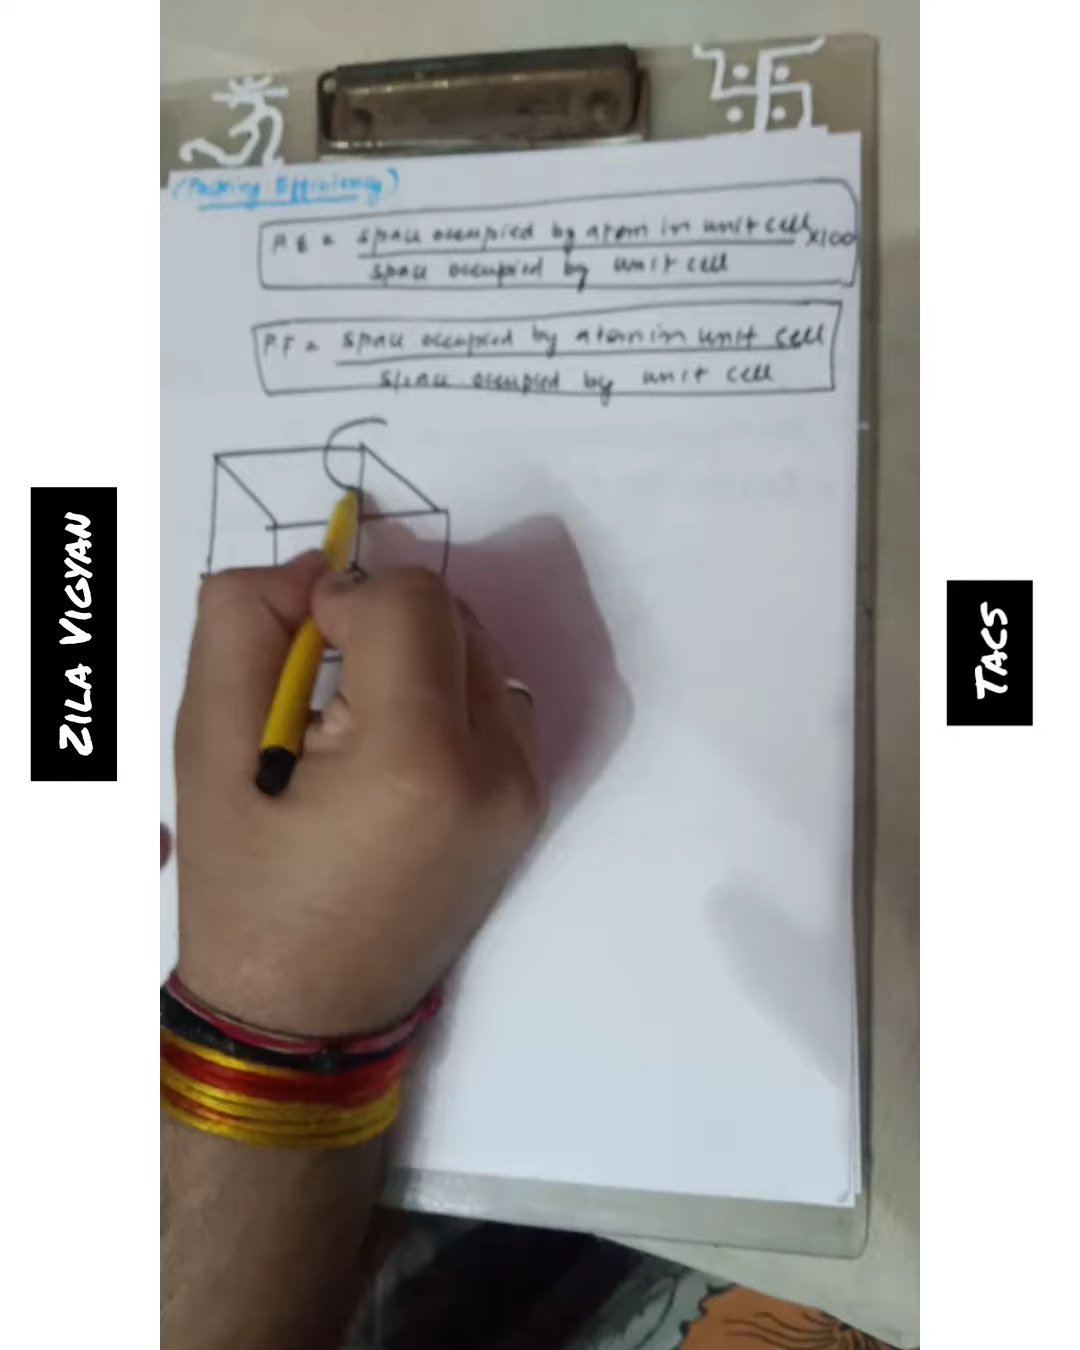 (Packing Efficiency)
P.E = space occupied by atom in unit cell ×100
space occupied by unit cell
P.F = space occupied by atom in unit cell
space occupied by unit cell
ZILA VIGYAN
TACS
ॐ